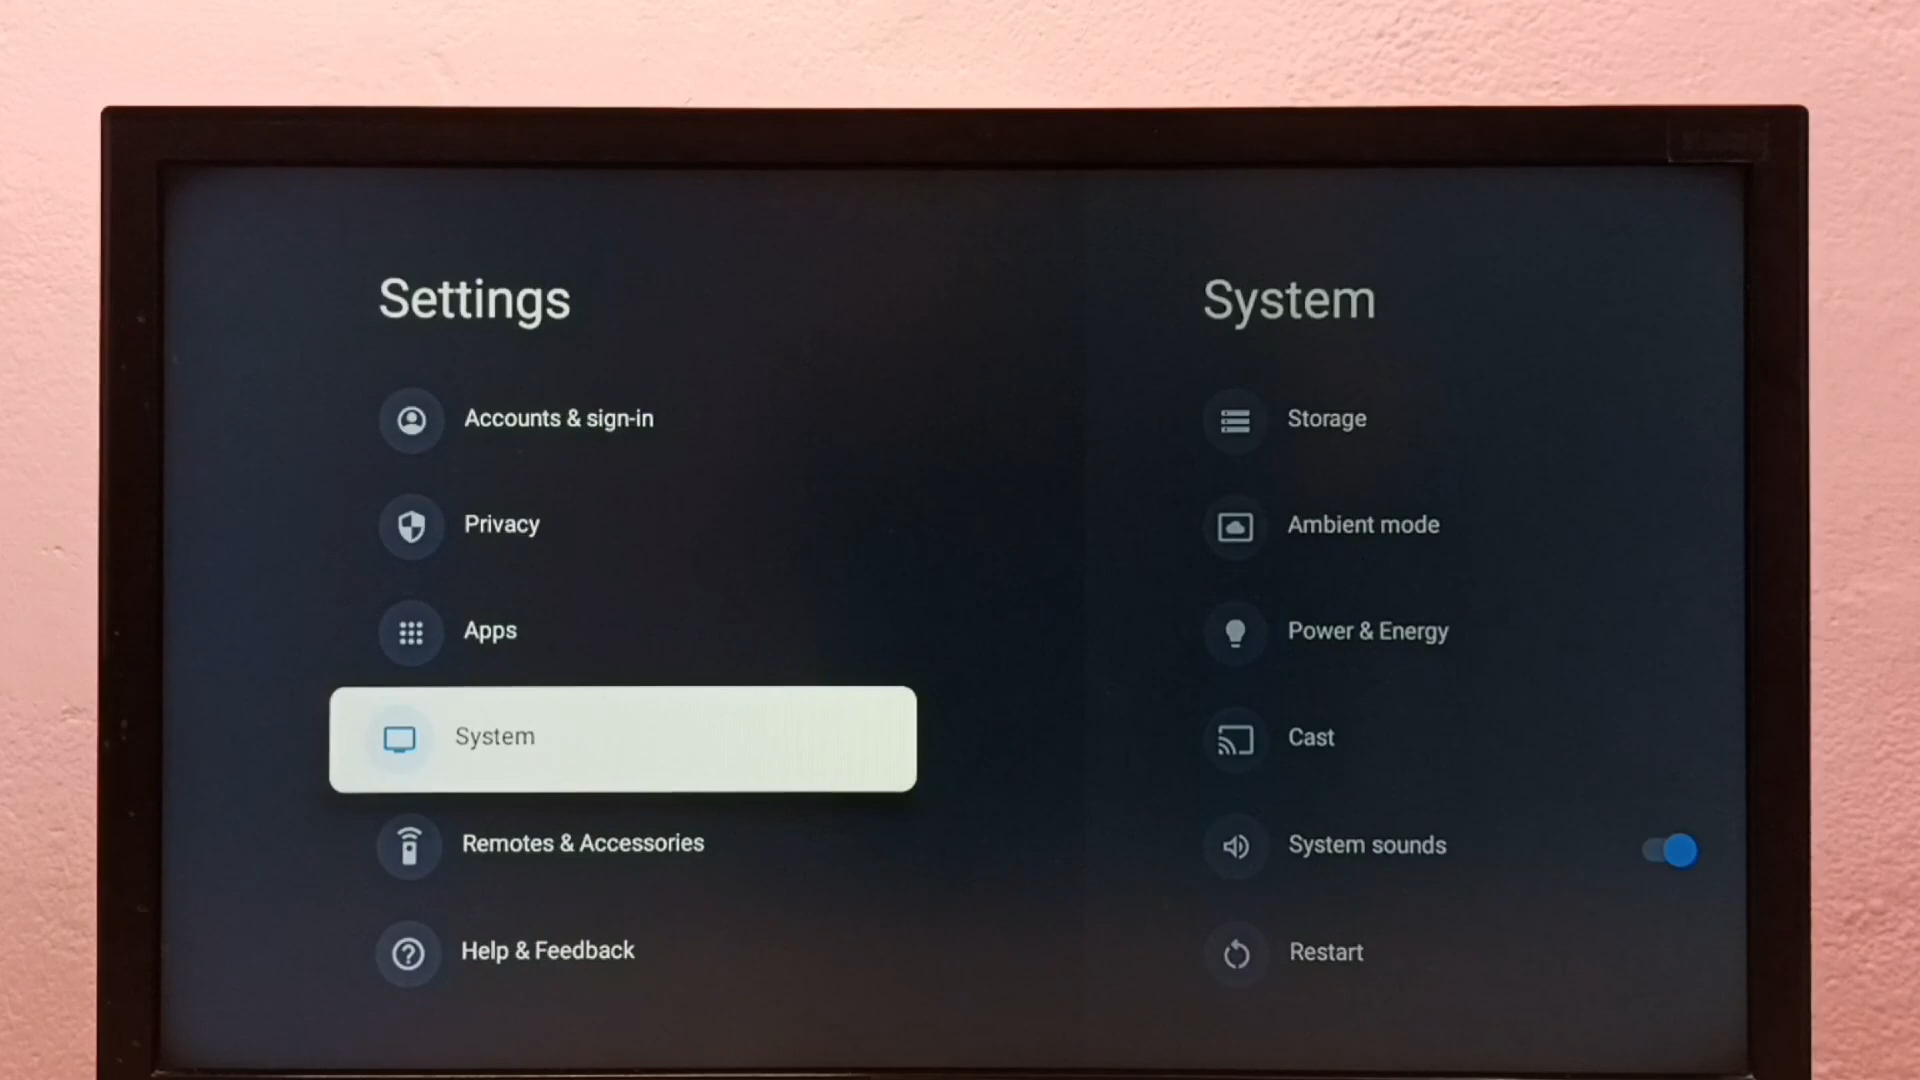 Settings
Accounts & sign-in
Privacy
Apps
System
Remotes & Accessories
Help & Feedback
System
Storage
Ambient mode
Power & Energy
Cast
System sounds
Restart